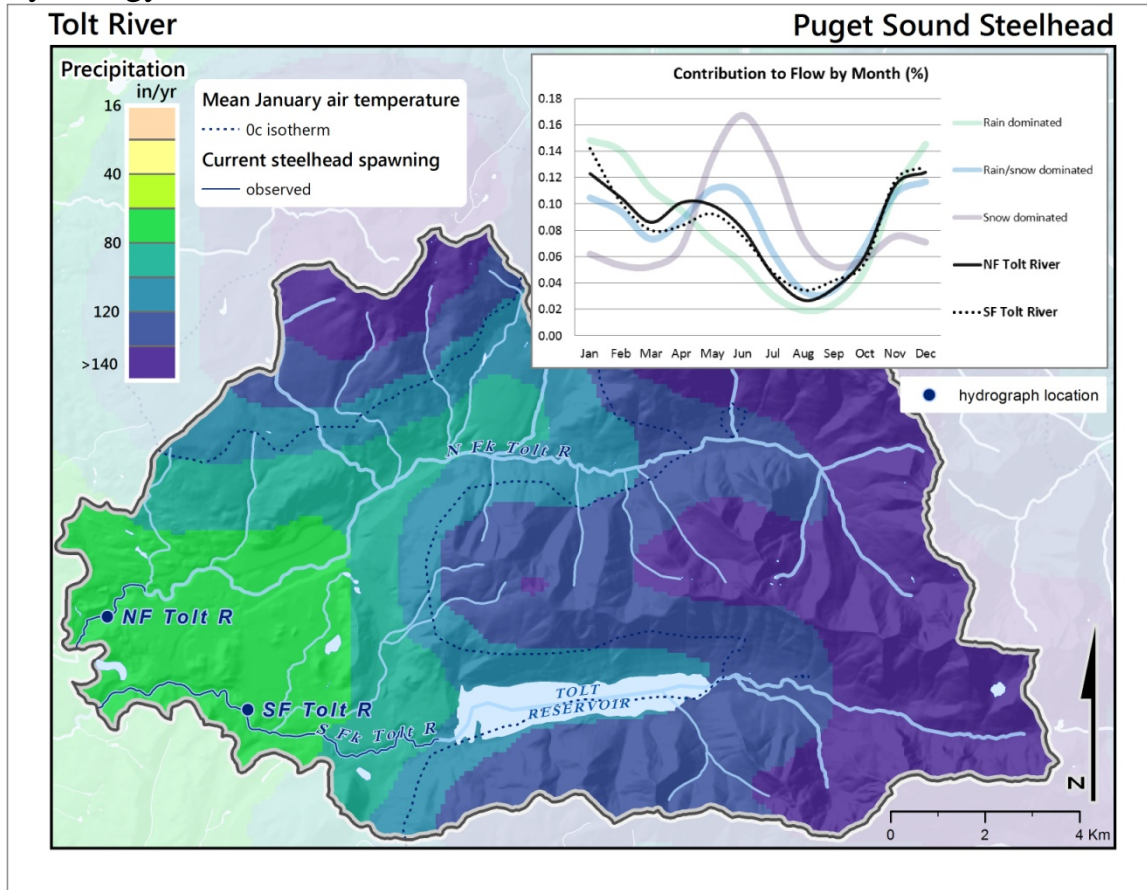 Tolt River
Puget Sound Steelhead
Precipitation
in/yr
16
40
80
120
>140
Mean January air temperature
0c isotherm
Current steelhead spawning
observed
Contribution to Flow by Month (%)
0.18
0.16
0.14
0.12
0.10
0.08
0.06
0.04
0.02
0.00
Jan Feb Mar Apr May Jun Jul Aug Sep Oct Nov Dec
Rain dominated
Rain/snow dominated
Snow dominated
NF Tolt River
SF Tolt River
hydrograph location
N Fk Tolt R
NF Tolt R
SF Tolt R
S Fk Tolt R
TOLT
RESERVOIR
N
0 2 4 Km